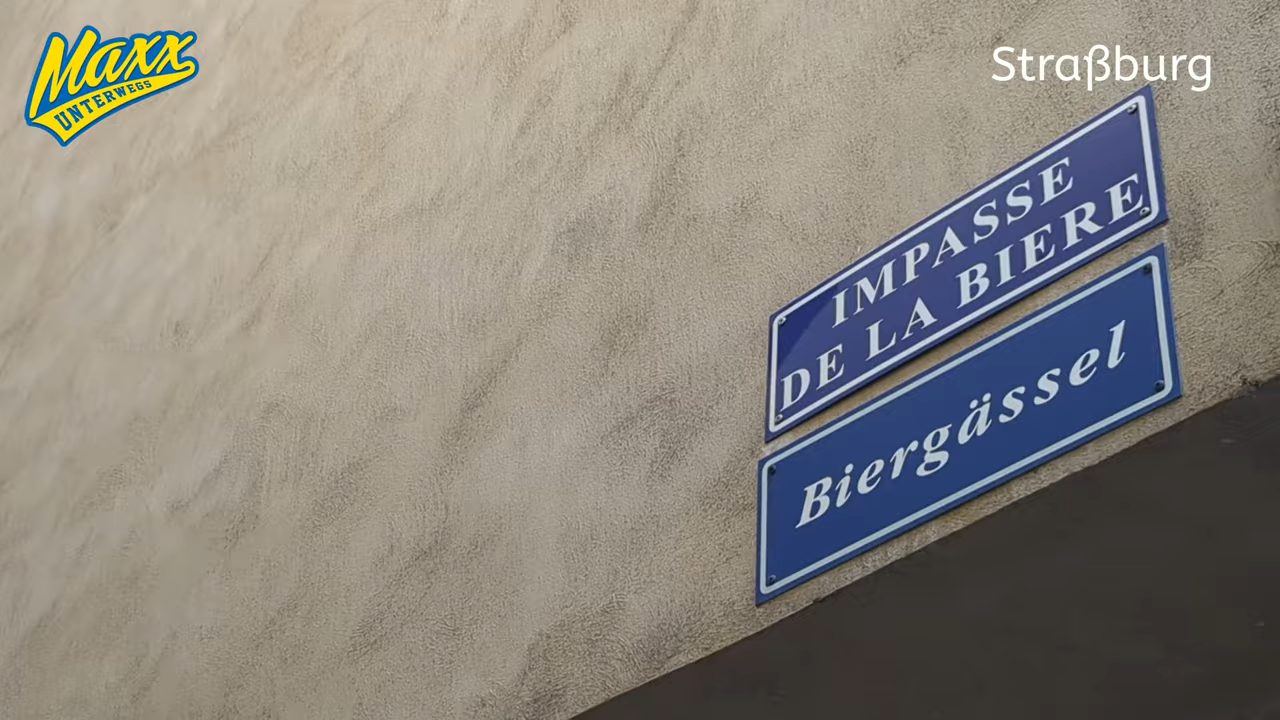 Maxx
UNTERWEGS
Straßburg
IMPASSE
DE LA BIERE
Biergässel